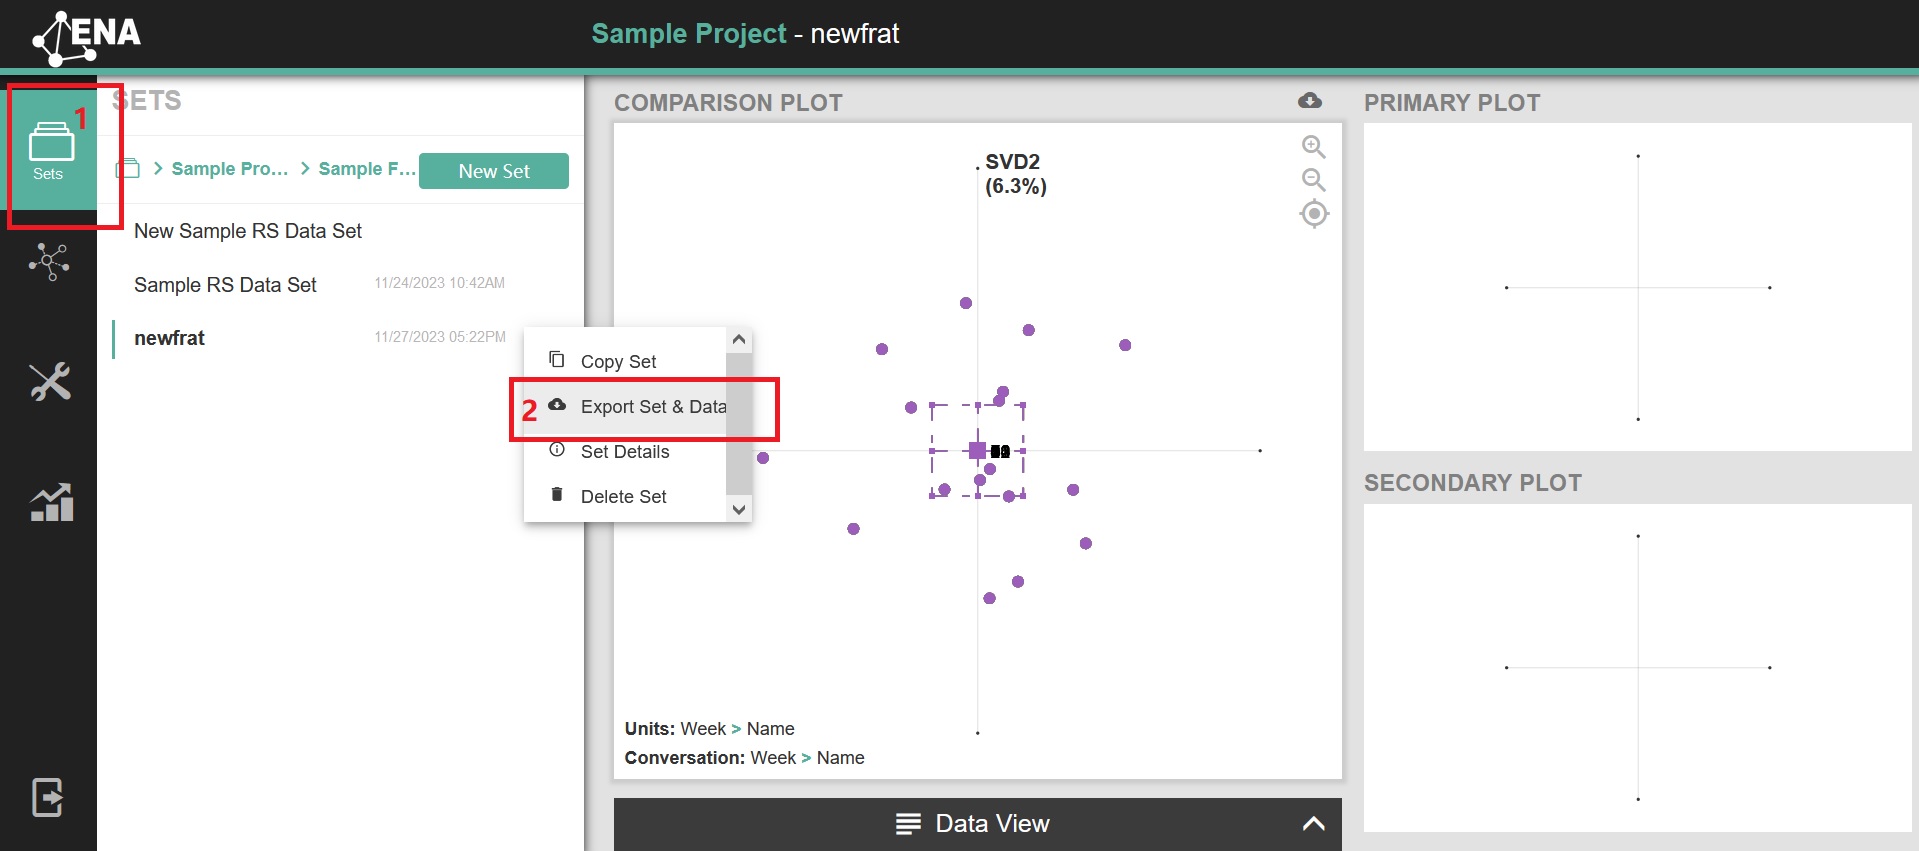 ENA
Sample Project - newfrat
1
Sets
SETS
Sample Pro... Sample F... New Set
New Sample RS Data Set
Sample RS Data Set 11/24/2023 10:42AM
newfrat 11/27/2023 05:22PM
Copy Set
2 Export Set & Data
Set Details
Delete Set
COMPARISON PLOT
SVD2
(6.3%)
Units: Week > Name
Conversation: Week > Name
Data View
PRIMARY PLOT
SECONDARY PLOT